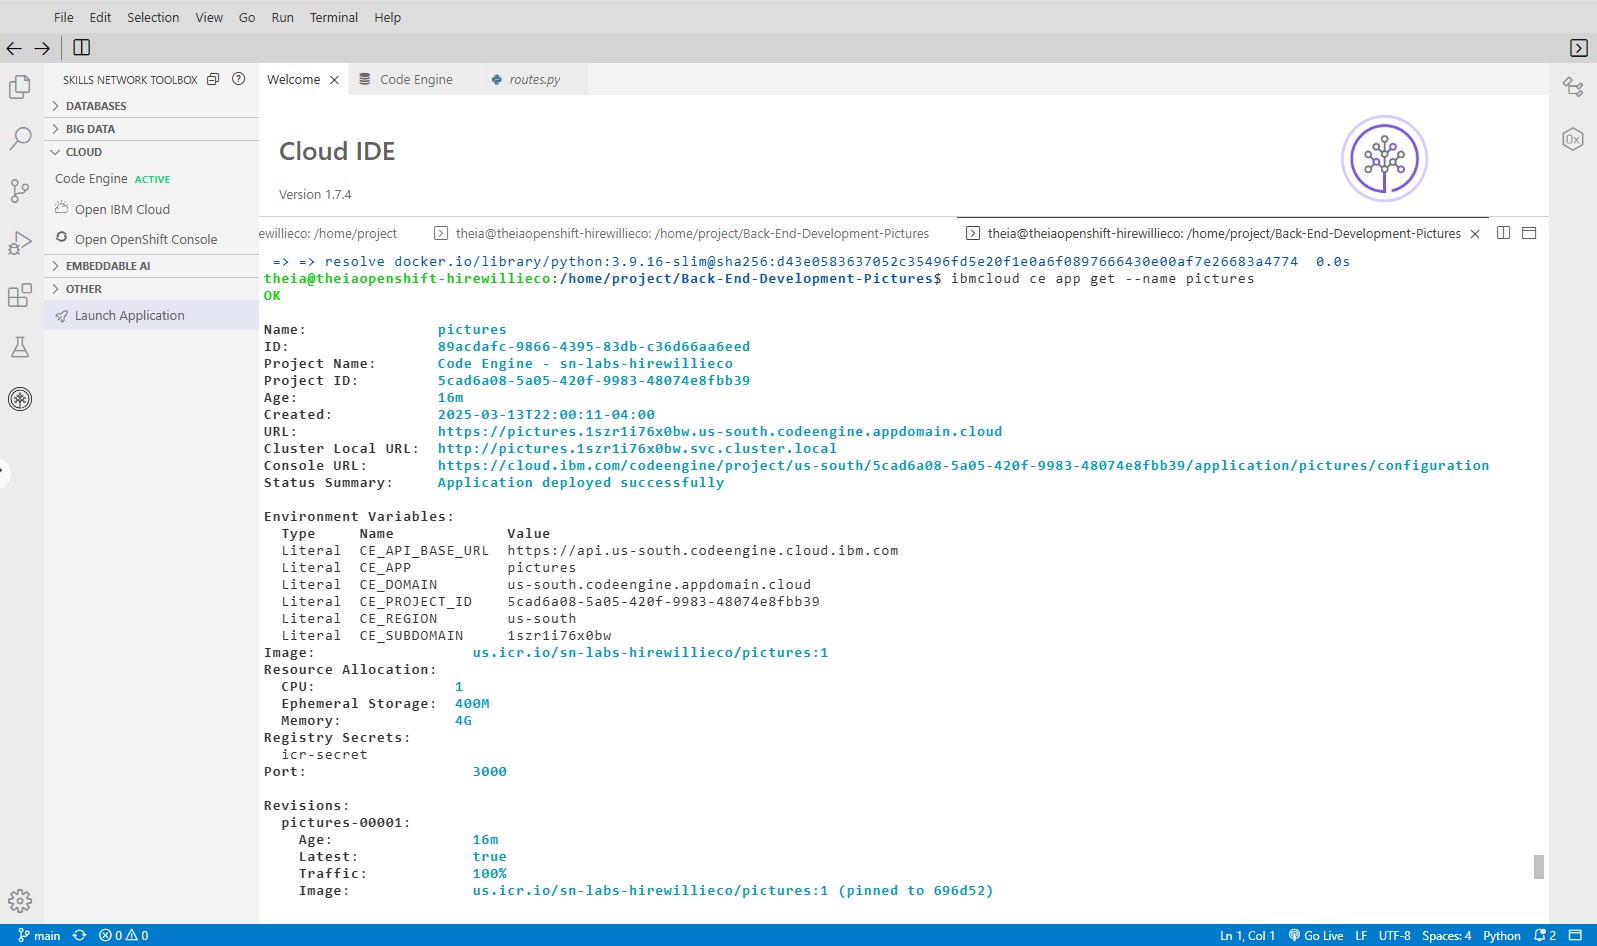 File Edit Selection View Go Run Terminal Help
SKILLS NETWORK TOOLBOX
Welcome
Code Engine
routes.py
DATABASES
BIG DATA
CLOUD
Code Engine ACTIVE
Open IBM Cloud
Open OpenShift Console
EMBEDDABLE AI
OTHER
Launch Application
Cloud IDE
Version 1.7.4
0x
ewillieco: /home/project
theia@theiaopenshift-hirewillieco: /home/project/Back-End-Development-Pictures
theia@theiaopenshift-hirewillieco: /home/project/Back-End-Development-Pictures
=> => resolve docker.io/library/python:3.9.16-slim@sha256:d43e0583637052c35496fd5e20f1e0a6f0897666430e00af7e26683a4774 0.0s
theia@theiaopenshift-hirewillieco:/home/project/Back-End-Development-Pictures$ ibmcloud ce app get --name pictures
OK
Name: pictures
ID: 89acdafc-9866-4395-83db-c36d66aa6eed
Project Name: Code Engine - sn-labs-hirewillieco
Project ID: 5cad6a08-5a05-420f-9983-48074e8fbb39
Age: 16m
Created: 2025-03-13T22:00:11-04:00
URL: https://pictures.1szr1i76x0bw.us-south.codeengine.appdomain.cloud
Cluster Local URL: http://pictures.1szr1i76x0bw.svc.cluster.local
Console URL: https://cloud.ibm.com/codeengine/project/us-south/5cad6a08-5a05-420f-9983-48074e8fbb39/application/pictures/configuration
Status Summary: Application deployed successfully
Environment Variables:
Type Name Value
Literal CE_API_BASE_URL https://api.us-south.codeengine.cloud.ibm.com
Literal CE_APP pictures
Literal CE_DOMAIN us-south.codeengine.appdomain.cloud
Literal CE_PROJECT_ID 5cad6a08-5a05-420f-9983-48074e8fbb39
Literal CE_REGION us-south
Literal CE_SUBDOMAIN 1szr1i76x0bw
Image: us.icr.io/sn-labs-hirewillieco/pictures:1
Resource Allocation:
CPU: 1
Ephemeral Storage: 400M
Memory: 4G
Registry Secrets:
icr-secret
Port: 3000
Revisions:
pictures-00001:
Age: 16m
Latest: true
Traffic: 100%
Image: us.icr.io/sn-labs-hirewillieco/pictures:1 (pinned to 696d52)
main 0 0 Ln 1, Col 1 Go Live LF UTF-8 Spaces: 4 Python 2